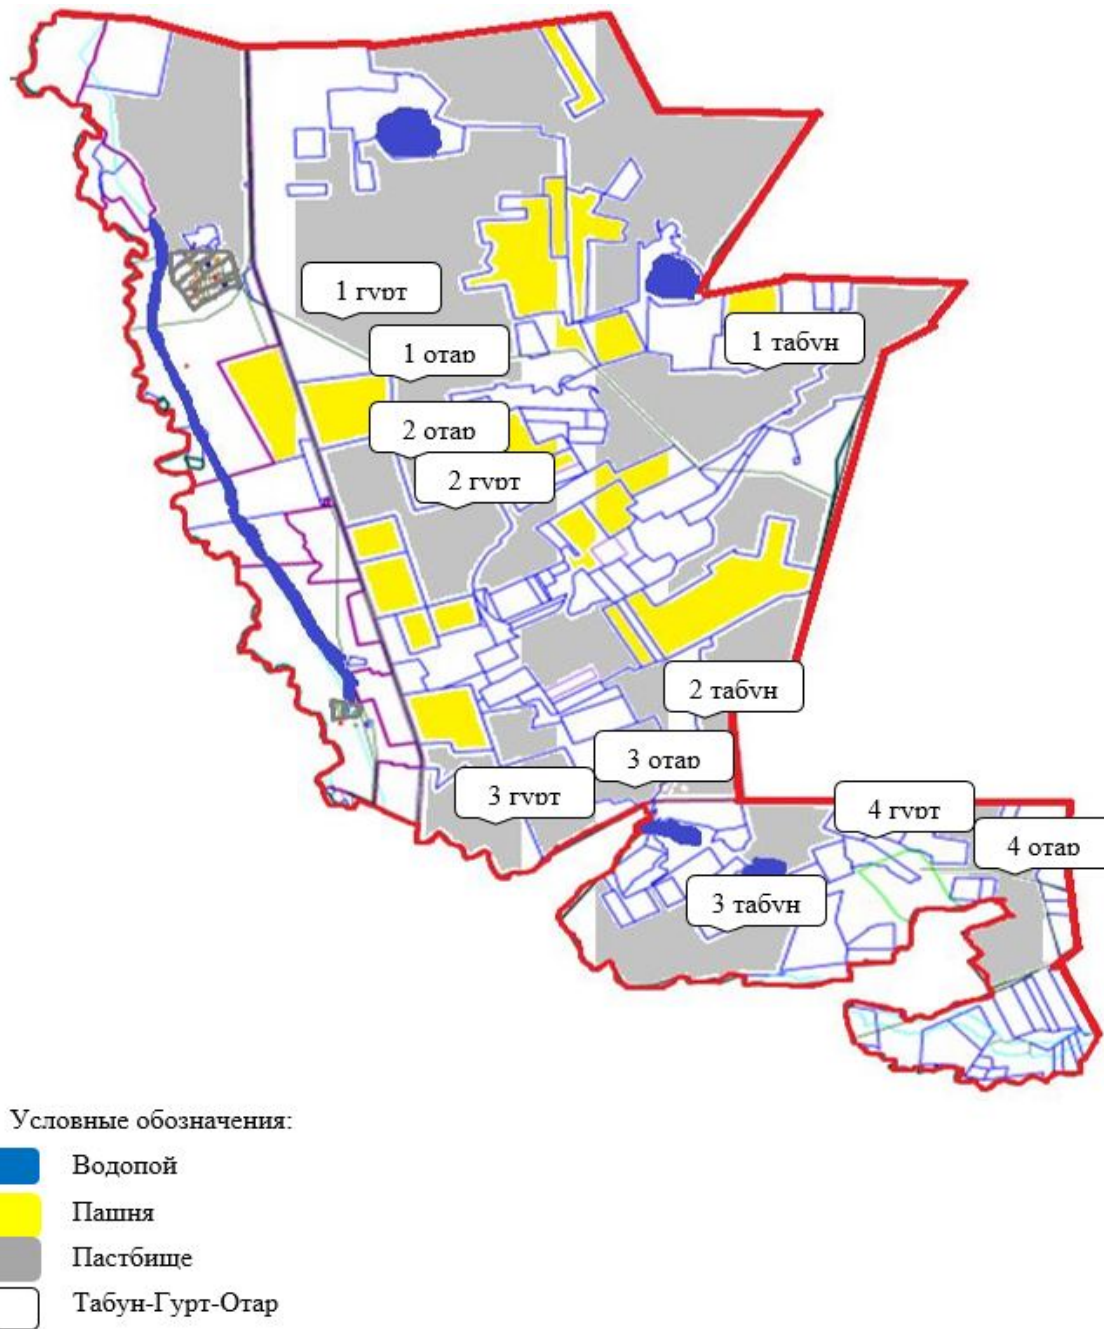 1 гурт
1 отар
1 табун
2 отар
2 гурт
2 табун
3 отар
3 гурт
4 гурт
4 отар
3 табун
Условные обозначения:
Водопой
Пашня
Пастбище
Табун-Гурт-Отар